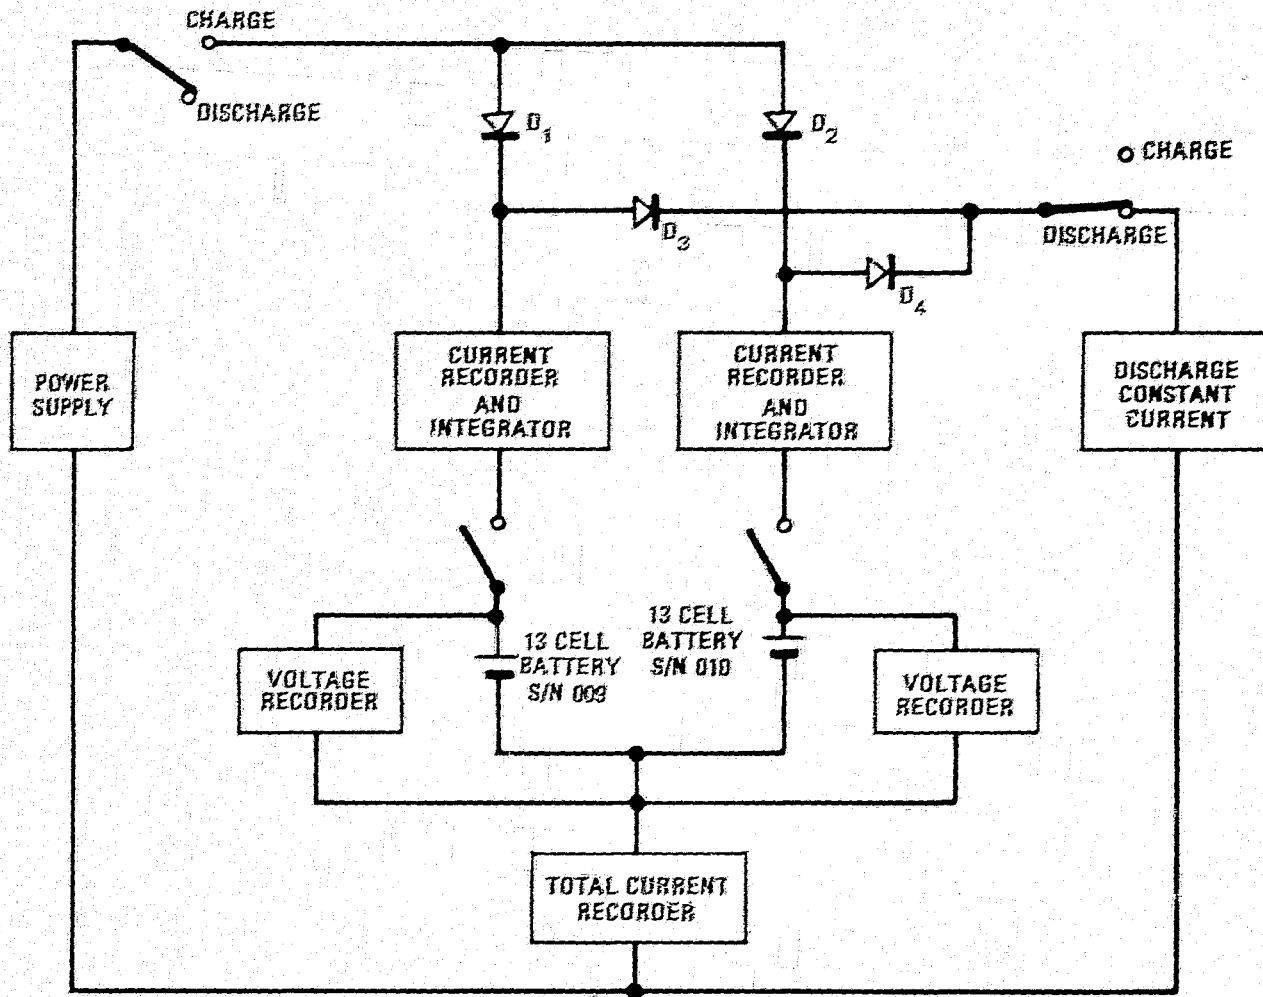 CHARGE
DISCHARGE
D1
D2
CHARGE
D3
DISCHARGE
D4
POWER
SUPPLY
CURRENT
RECORDER
AND
INTEGRATOR
CURRENT
RECORDER
AND
INTEGRATOR
DISCHARGE
CONSTANT
CURRENT
13 CELL
BATTERY
S/N 009
13 CELL
BATTERY
S/N 010
VOLTAGE
RECORDER
VOLTAGE
RECORDER
TOTAL CURRENT
RECORDER